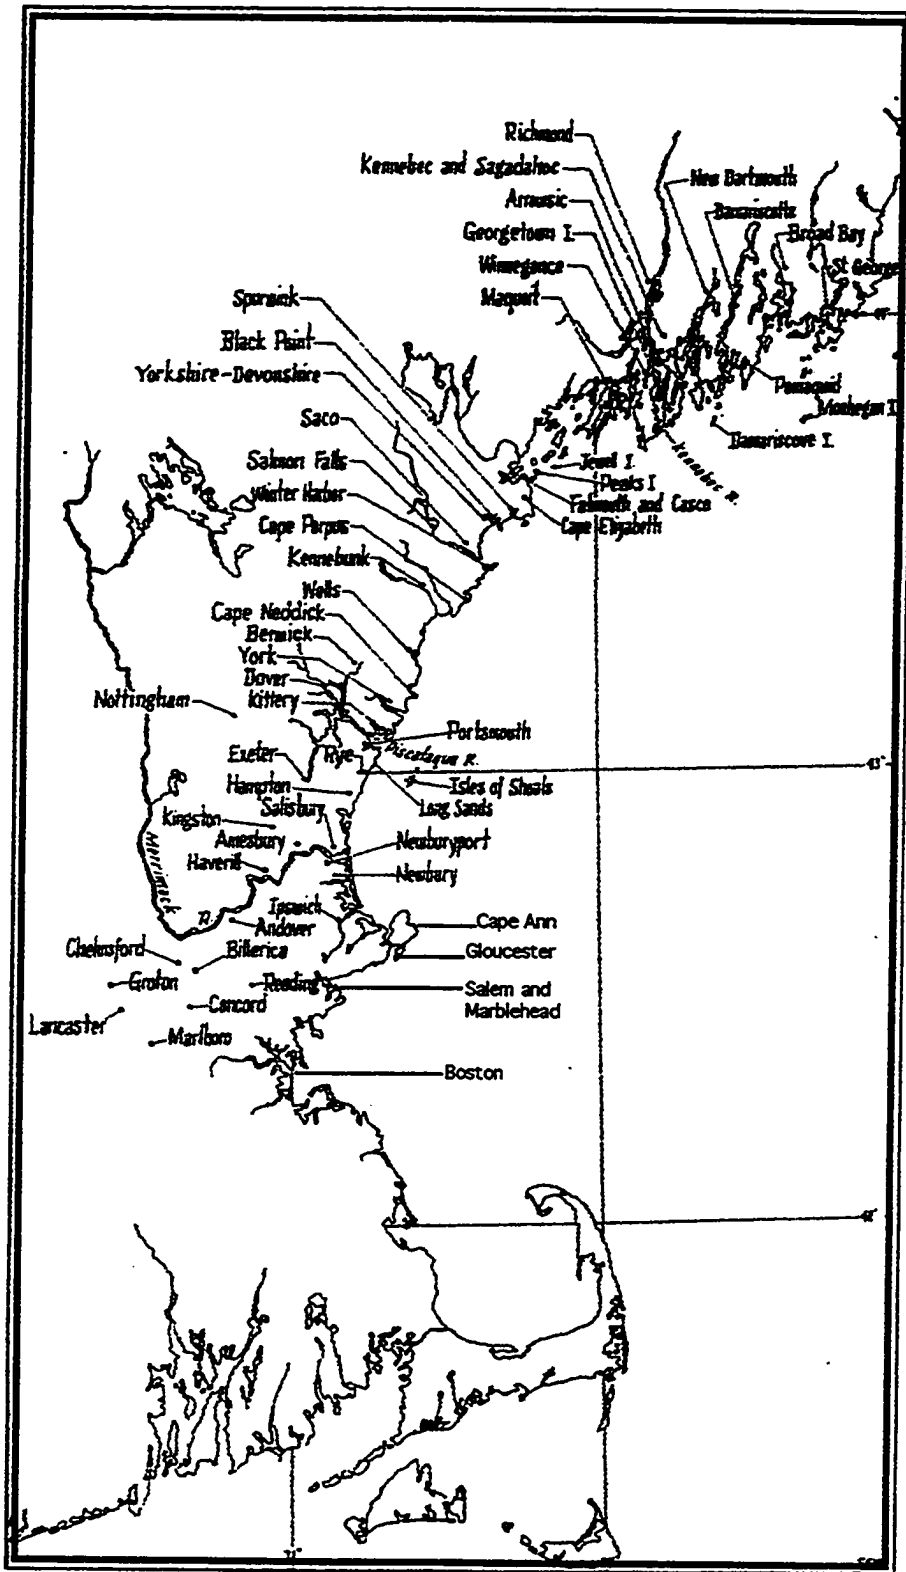 Richmond
Kennebec and Sagadahoc
New Dartmouth
Arrowsic
Damariscotta
Georgetown I.
Broad Bay
Winnegance
St George
Maquoit
Spurwink
Black Point
Yorkshire-Devonshire
Pemaquid
Monhegan I.
Saco
Damariscove I.
Kennebec R.
Salmon Falls
Jewel I.
Winter Harbor
Peaks I
Falmouth and Casco
Cape Porpus
Cape Elizabeth
Kennebunk
Wells
Cape Neddick
Berwick
York
Dover
Kittery
Nottingham
Portsmouth
Piscataqua R.
Exeter
Rye
43°
Hampton
Isles of Shoals
Salisbury
Long Sands
Kingston
Amesbury
Newburyport
Merrimack
R.
Haverill
Newbury
Ipswich
Andover
Cape Ann
Chelmsford
Billerica
Gloucester
Groton
Reading
Salem and
Marblehead
Concord
Lancaster
Marlboro
Boston